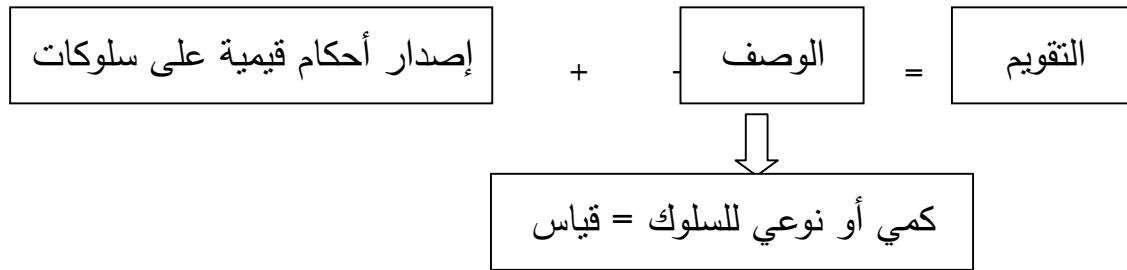 التقويم = الوصف + إصدار أحكام قيمية على سلوكات
كمي أو نوعي للسلوك = قياس